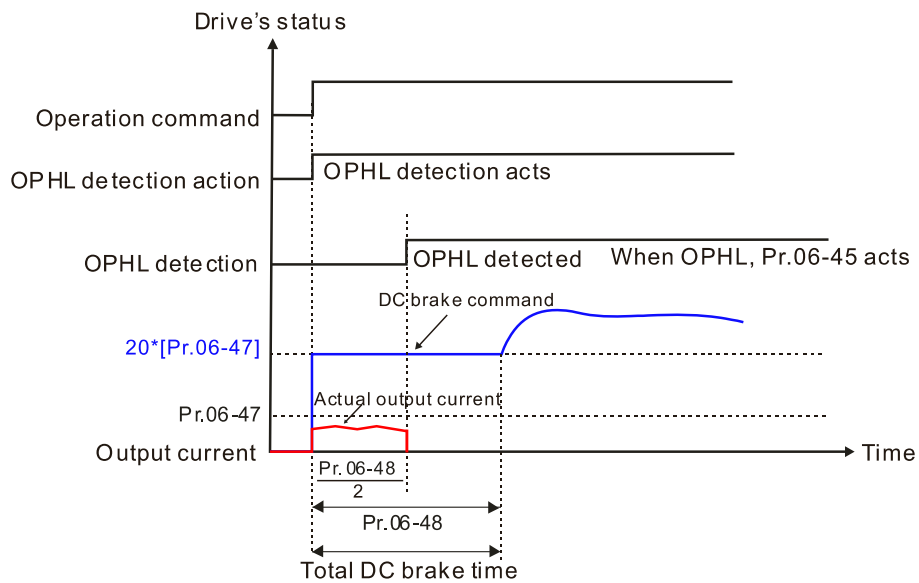 Drive's status
Operation command
OPHL detection action
OPHL detection acts
OPHL detection
OPHL detected
When OPHL, Pr.06-45 acts
DC brake command
20*[Pr.06-47]
Actual output current
Pr.06-47
Output current
Time
Pr.06-48
2
Pr.06-48
Total DC brake time